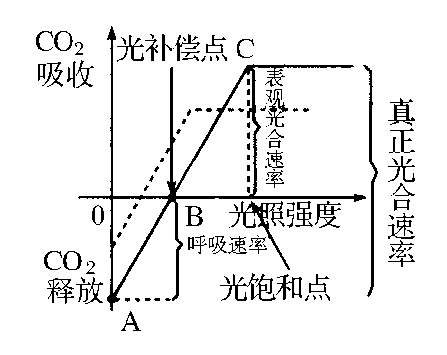 CO₂
吸收
光补偿点 C
表观光合速率
真正光合速率
0
B
光照强度
呼吸速率
CO₂
释放
A
光饱和点